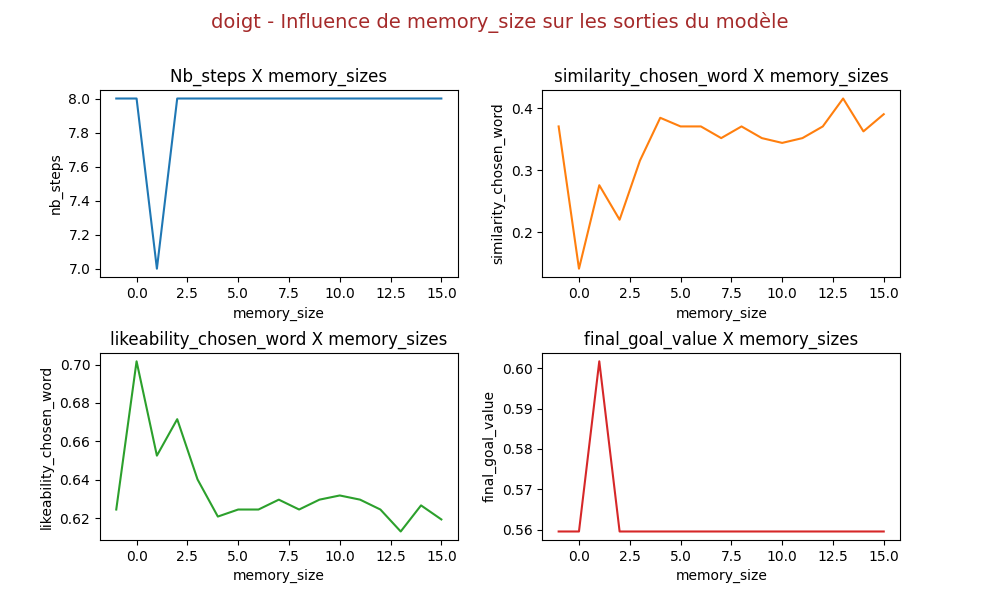 doigt - Influence de memory_size sur les sorties du modèle
Nb_steps X memory_sizes
similarity_chosen_word X memory_sizes
8.0
7.8
7.6
7.4
7.2
7.0
nb_steps
0.0 2.5 5.0 7.5 10.0 12.5 15.0
memory_size
0.4
0.3
0.2
similarity_chosen_word
0.0 2.5 5.0 7.5 10.0 12.5 15.0
memory_size
likeability_chosen_word X memory_sizes
final_goal_value X memory_sizes
0.70
0.68
0.66
0.64
0.62
likeability_chosen_word
0.0 2.5 5.0 7.5 10.0 12.5 15.0
memory_size
0.60
0.59
0.58
0.57
0.56
final_goal_value
0.0 2.5 5.0 7.5 10.0 12.5 15.0
memory_size